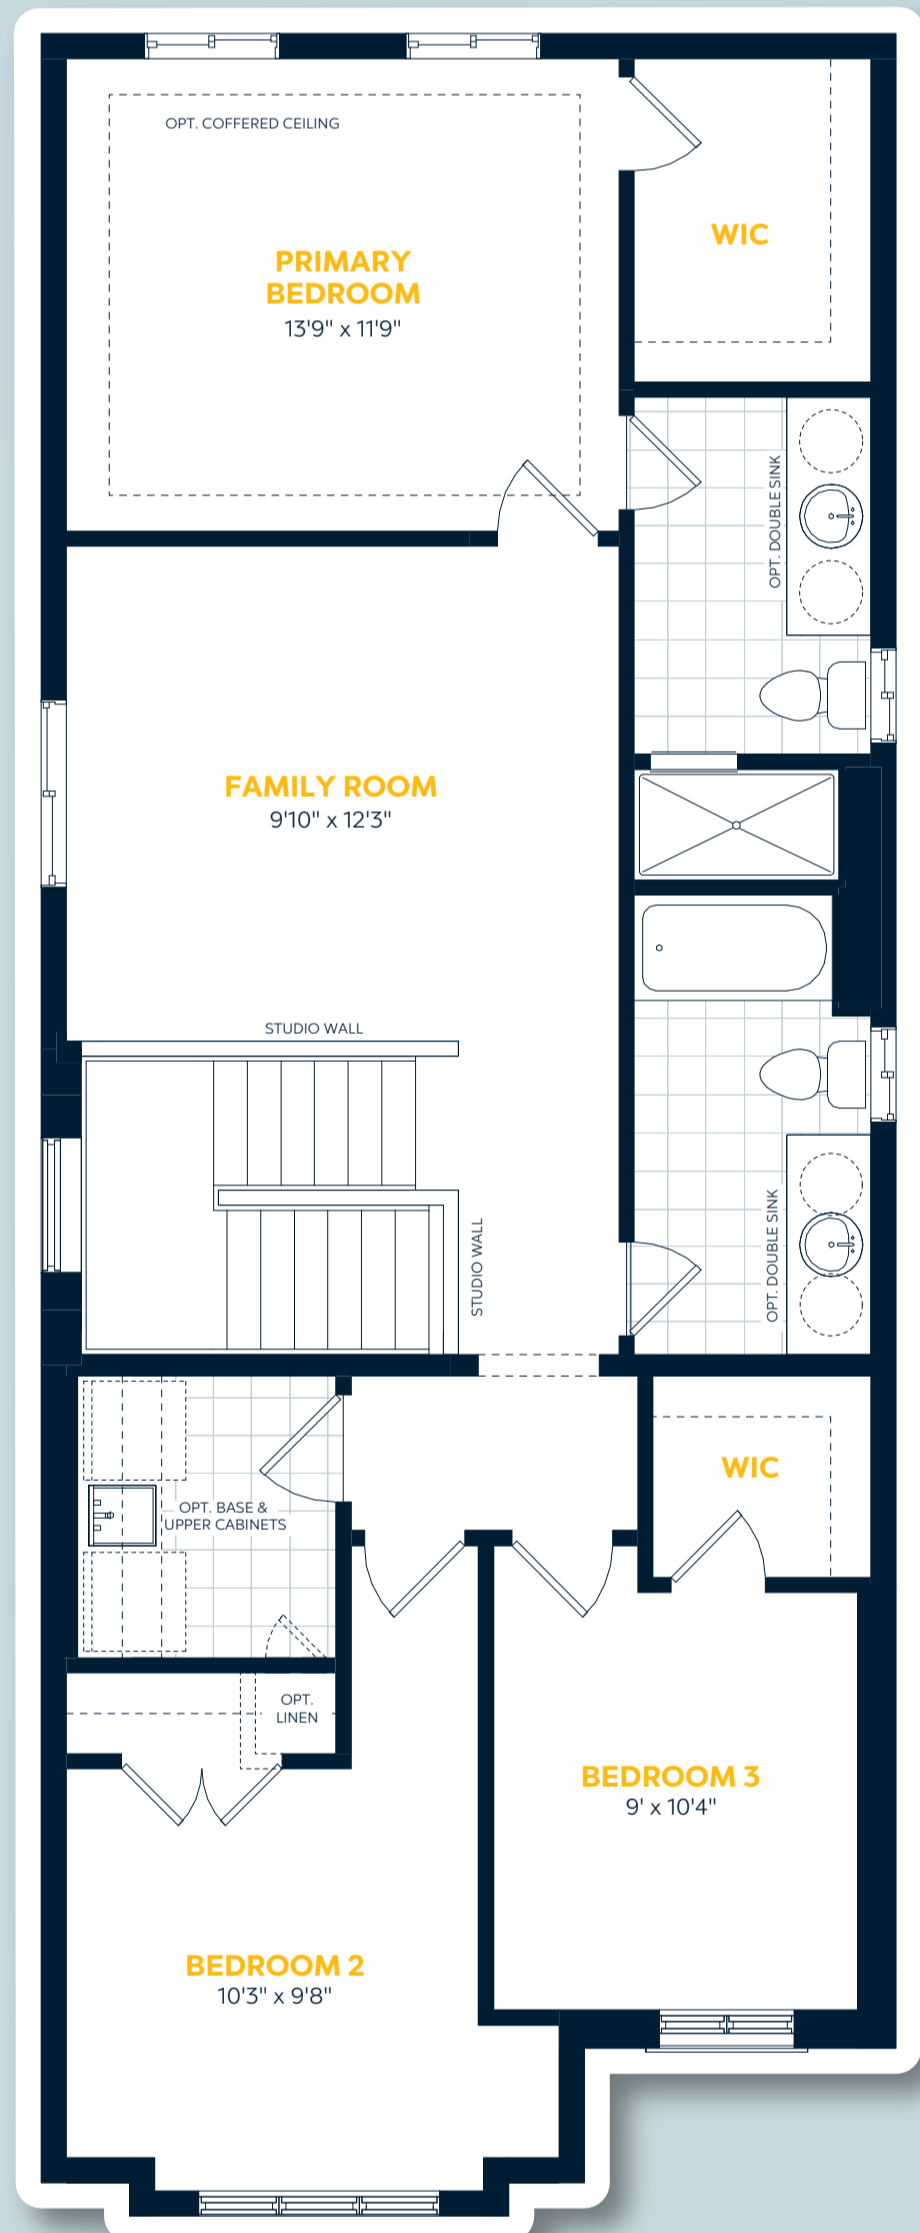 OPT. COFFERED CEILING
WIC
PRIMARY
BEDROOM
13'9" x 11'9"
OPT. DOUBLE SINK
FAMILY ROOM
9'10" x 12'3"
STUDIO WALL
STUDIO WALL
OPT. DOUBLE SINK
WIC
OPT. BASE &
UPPER CABINETS
OPT.
LINEN
BEDROOM 3
9' x 10'4"
BEDROOM 2
10'3" x 9'8"